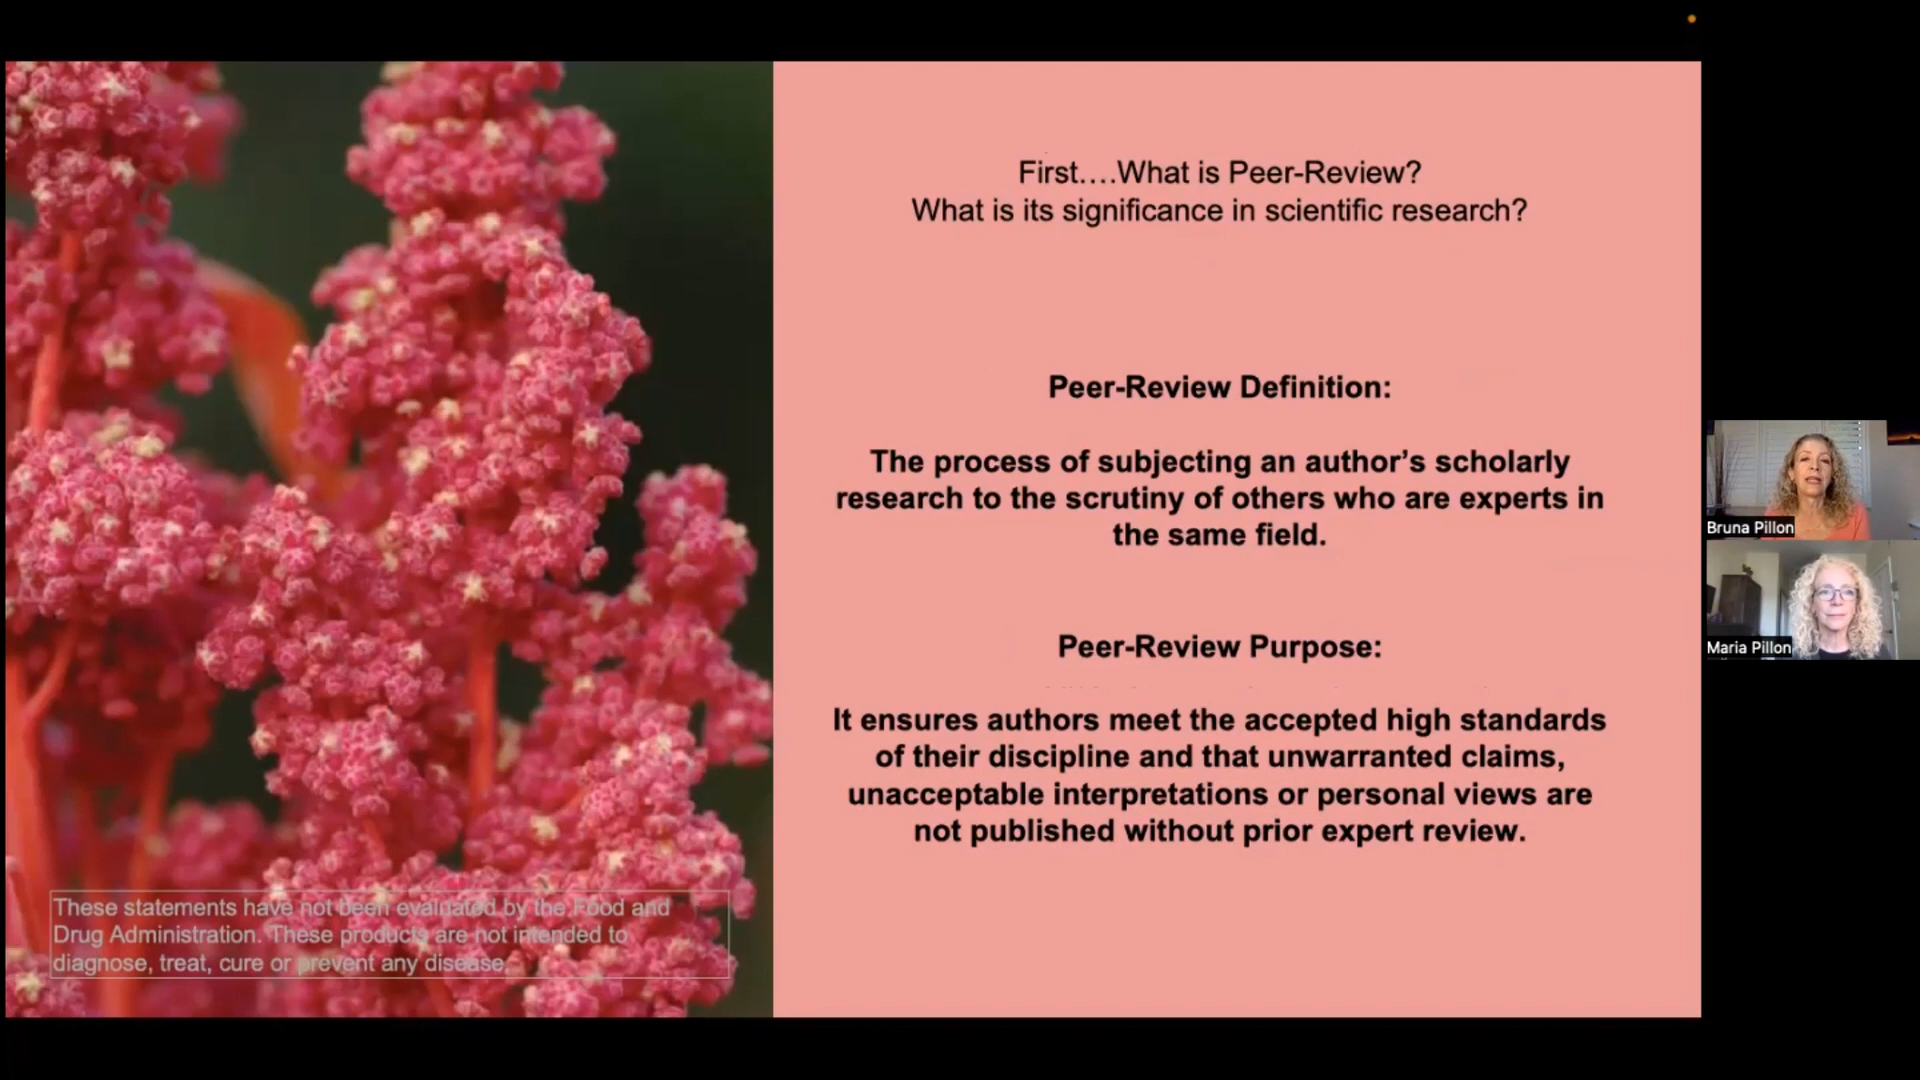 First....What is Peer-Review?
What is its significance in scientific research?
Peer-Review Definition:
The process of subjecting an author's scholarly
research to the scrutiny of others who are experts in
the same field.
Peer-Review Purpose:
It ensures authors meet the accepted high standards
of their discipline and that unwarranted claims,
unacceptable interpretations or personal views are
not published without prior expert review.
These statements have not been evaluated by the Food and
Drug Administration. These products are not intended to
diagnose, treat, cure or prevent any disease.
Bruna Pillon
Maria Pillon